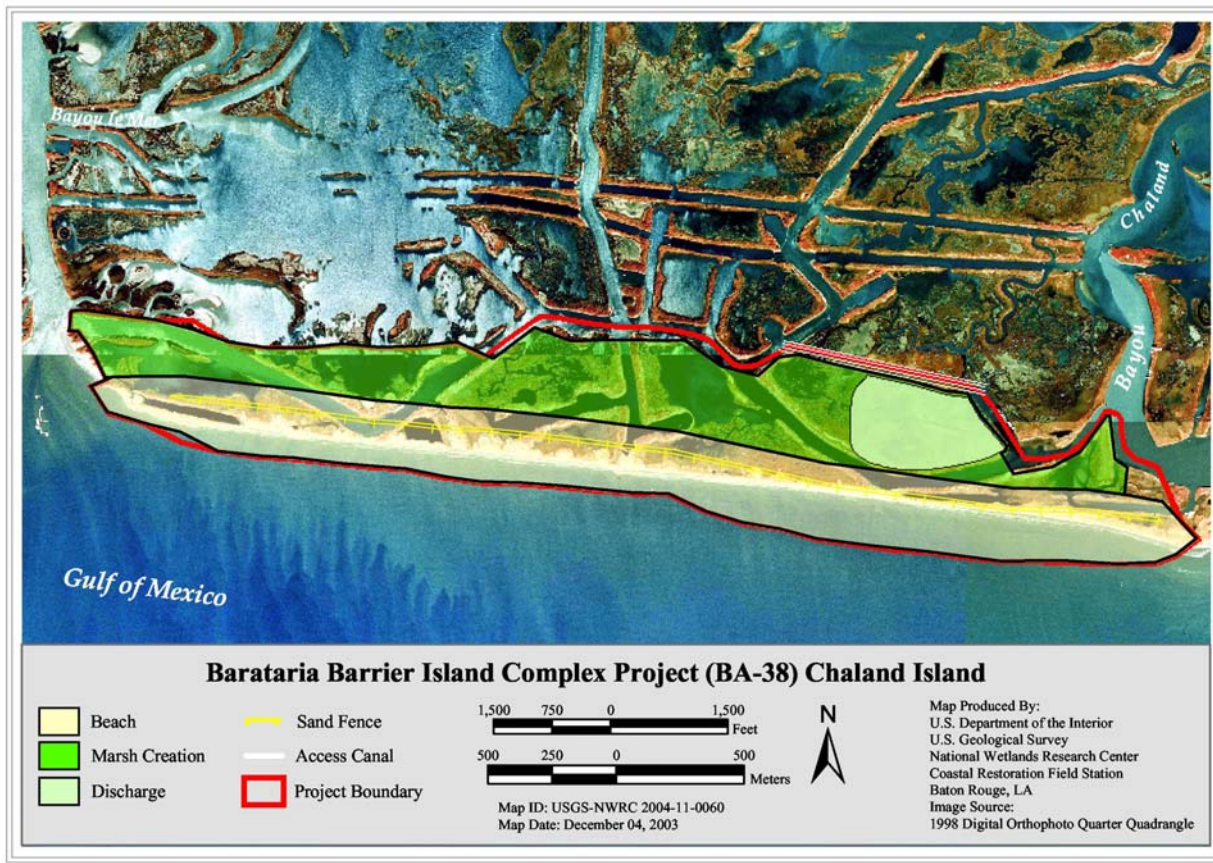 Bayou le Mer
Chaland
Bayou
Gulf of Mexico
Barataria Barrier Island Complex Project (BA-38) Chaland Island
Beach
Marsh Creation
Discharge
Sand Fence
Access Canal
Project Boundary
1,500 750 0 1,500
Feet
500 250 0 500
Meters
Map ID: USGS-NWRC 2004-11-0060
Map Date: December 04, 2003
N
Map Produced By:
U.S. Department of the Interior
U.S. Geological Survey
National Wetlands Research Center
Coastal Restoration Field Station
Baton Rouge, LA
Image Source:
1998 Digital Orthophoto Quarter Quadrangle